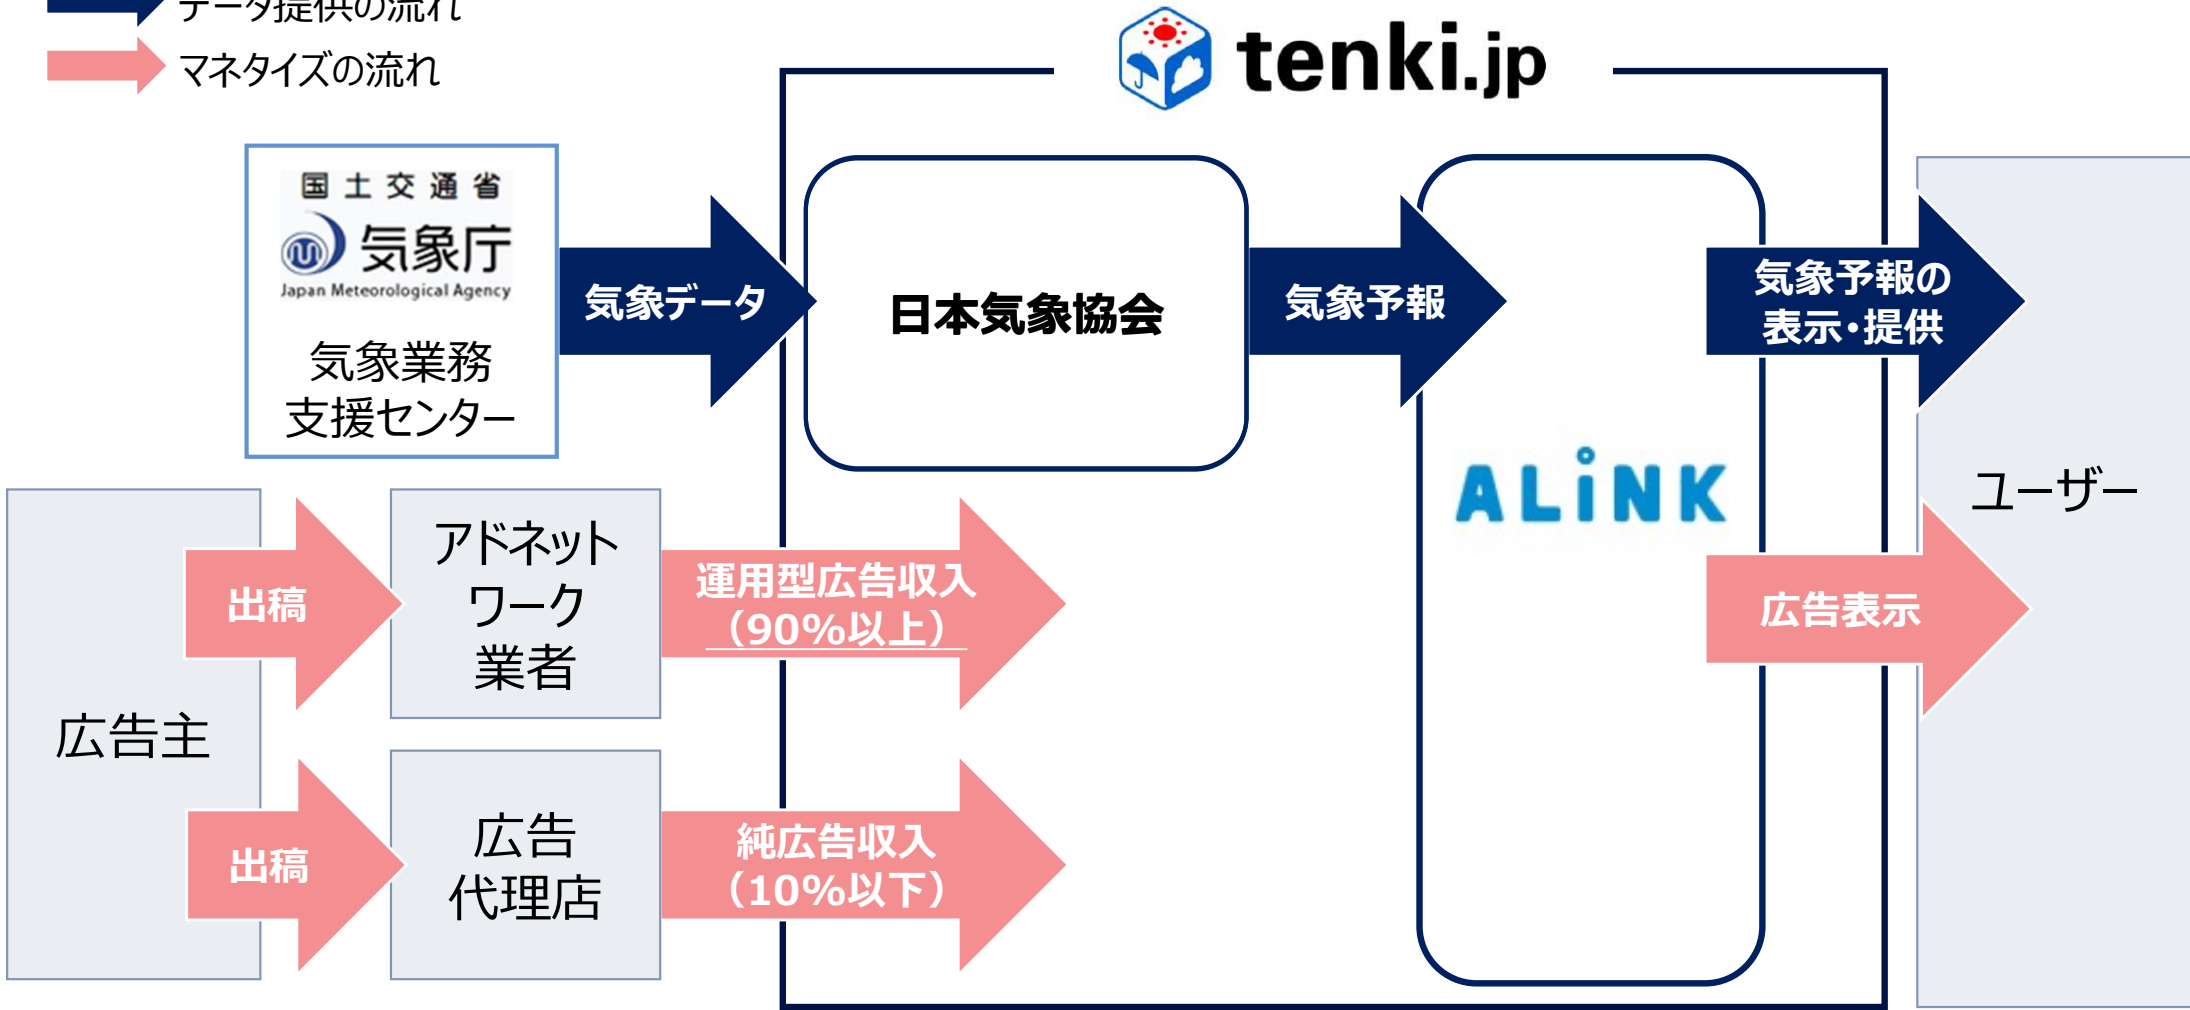 データ提供の流れ
マネタイズの流れ
tenki.jp
国土交通省
気象庁
Japan Meteorological Agency
気象業務
支援センター
気象データ
日本気象協会
気象予報
気象予報の
表示・提供
ALiNK
ユーザー
広告主
出稿
アドネット
ワーク
業者
運用型広告収入
（90%以上）
広告表示
出稿
広告
代理店
純広告収入
（10%以下）